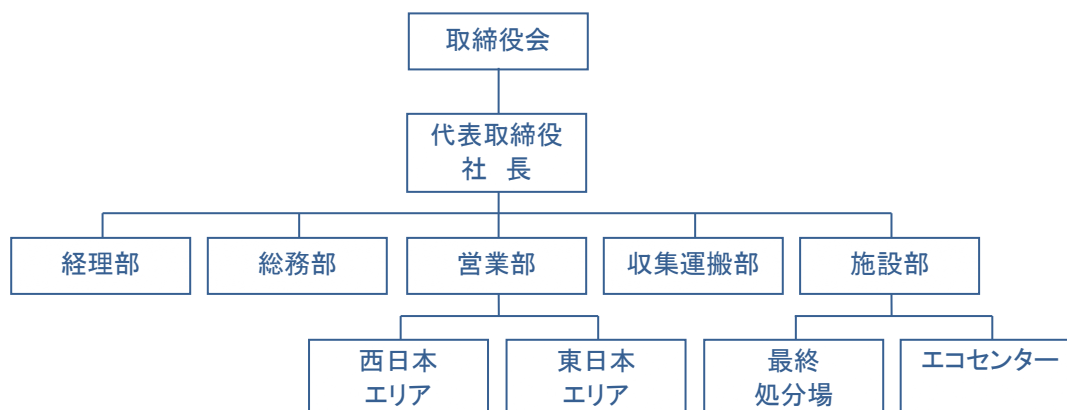 取締役会
代表取締役
社　長
経理部
総務部
営業部
収集運搬部
施設部
西日本
エリア
東日本
エリア
最終
処分場
エコセンター